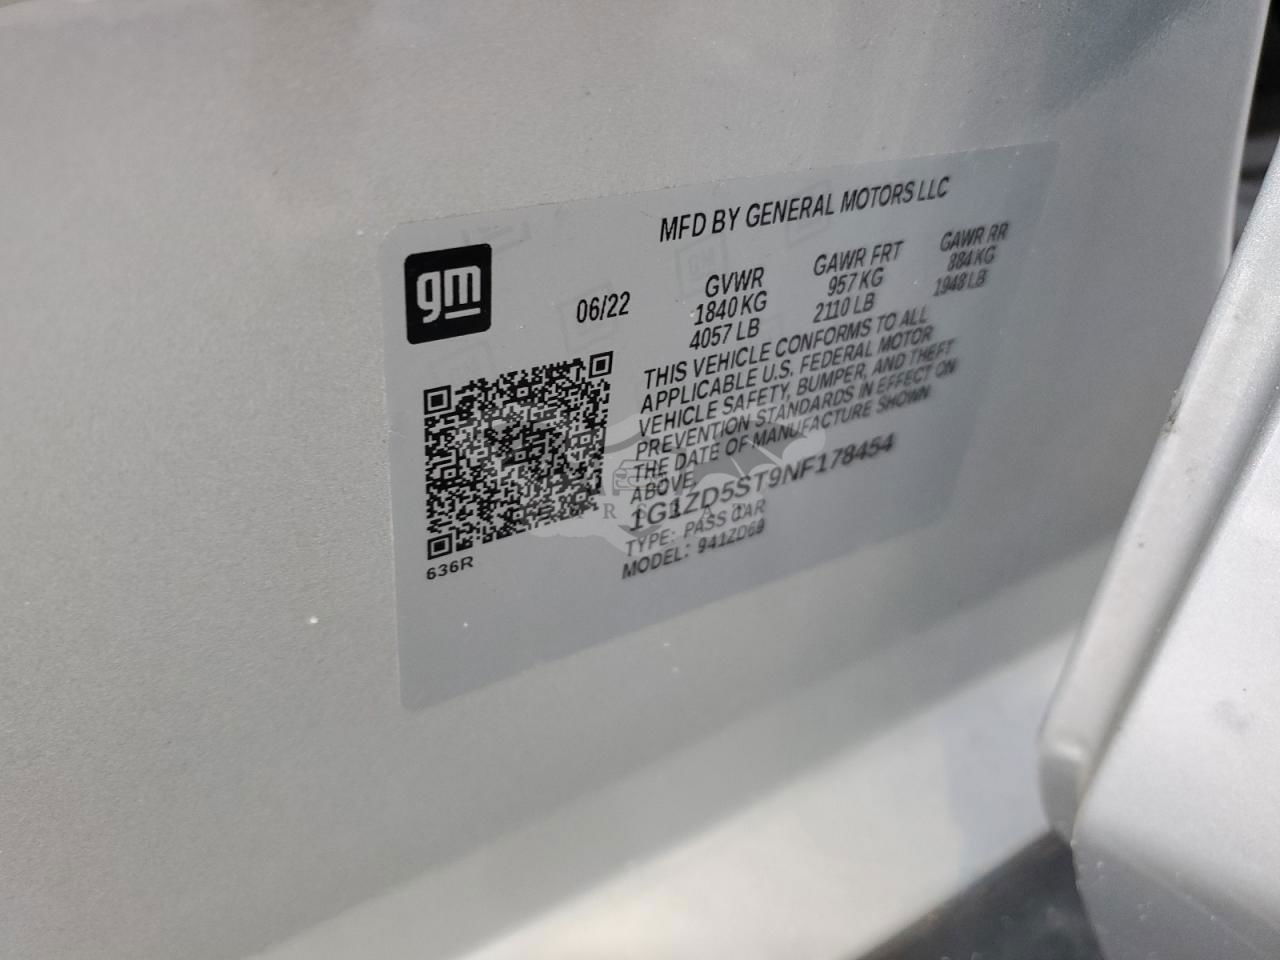 MFD BY GENERAL MOTORS LLC
gm
06/22
GVWR GAWR FRT GAWR RR
1840 KG 957 KG 884 KG
4057 LB 2110 LB 1948 LB
THIS VEHICLE CONFORMS TO ALL
APPLICABLE U.S. FEDERAL MOTOR
VEHICLE SAFETY, BUMPER, AND THEFT
PREVENTION STANDARDS IN EFFECT ON
THE DATE OF MANUFACTURE SHOWN
ABOVE.
1G1ZD5ST9NF178454
TYPE: PASS CAR
MODEL: 941ZD69
636R